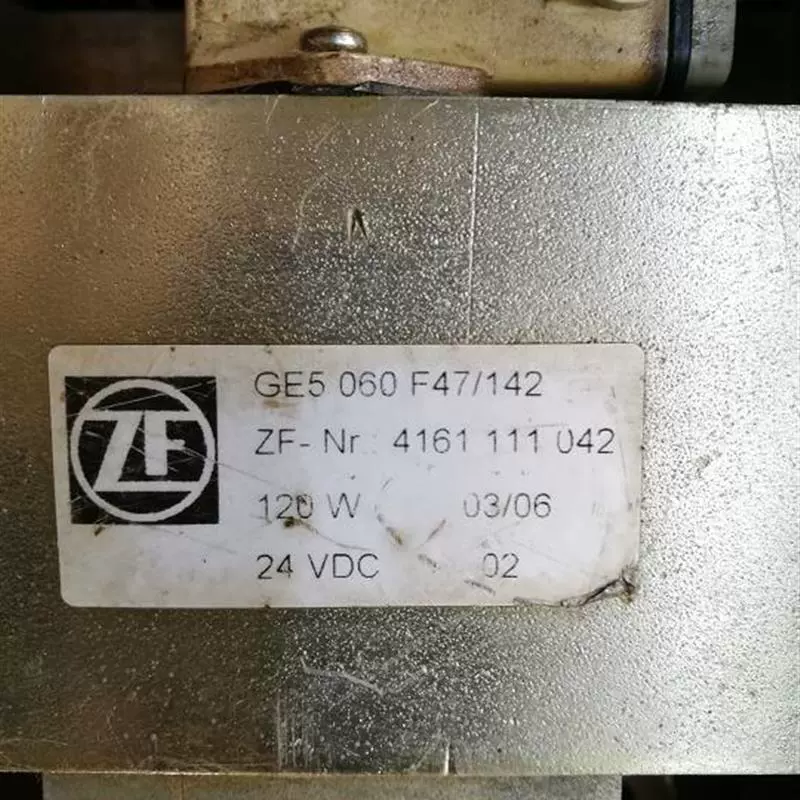 ZF
GE5 060 F47/142
ZF- Nr.: 4161 111 042
120 W 03/06
24 VDC 02